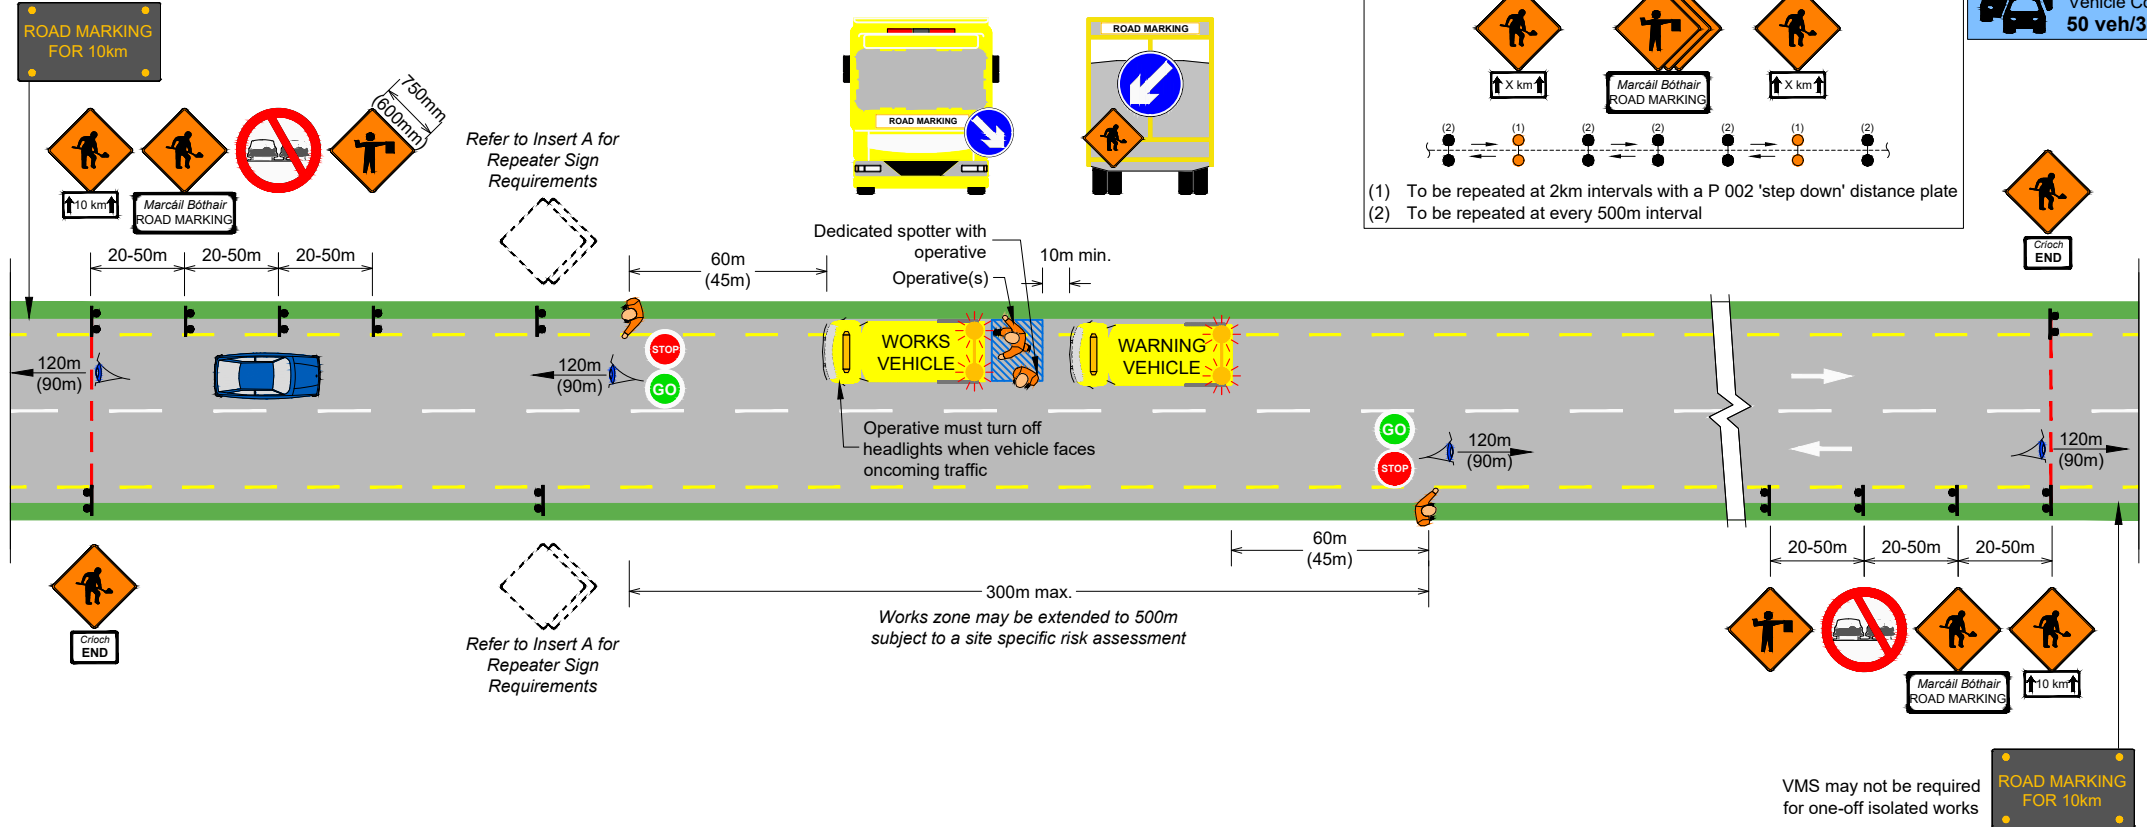 ROAD MARKING
FOR 10km
10 km
Marcáil Bóthair
ROAD MARKING
750mm
(600mm)
Refer to Insert A for
Repeater Sign
Requirements
ROAD MARKING
ROAD MARKING
X km
Marcáil Bóthair
ROAD MARKING
X km
(2)
(1)
(2)
(2)
(2)
(1)
(2)
(1) To be repeated at 2km intervals with a P 002 'step down' distance plate
(2) To be repeated at every 500m interval
Vehicle
50 veh/3
Críoch
END
20-50m
20-50m
20-50m
60m
(45m)
Dedicated spotter with
operative
Operative(s)
10m min.
120m
(90m)
120m
(90m)
STOP
GO
WORKS
VEHICLE
WARNING
VEHICLE
Operative must turn off
headlights when vehicle faces
oncoming traffic
GO
STOP
120m
(90m)
120m
(90m)
60m
(45m)
20-50m
20-50m
20-50m
300m max.
Works zone may be extended to 500m
subject to a site specific risk assessment
Críoch
END
Refer to Insert A for
Repeater Sign
Requirements
Marcáil Bóthair
ROAD MARKING
10 km
VMS may not be required
for one-off isolated works
ROAD MARKING
FOR 10km